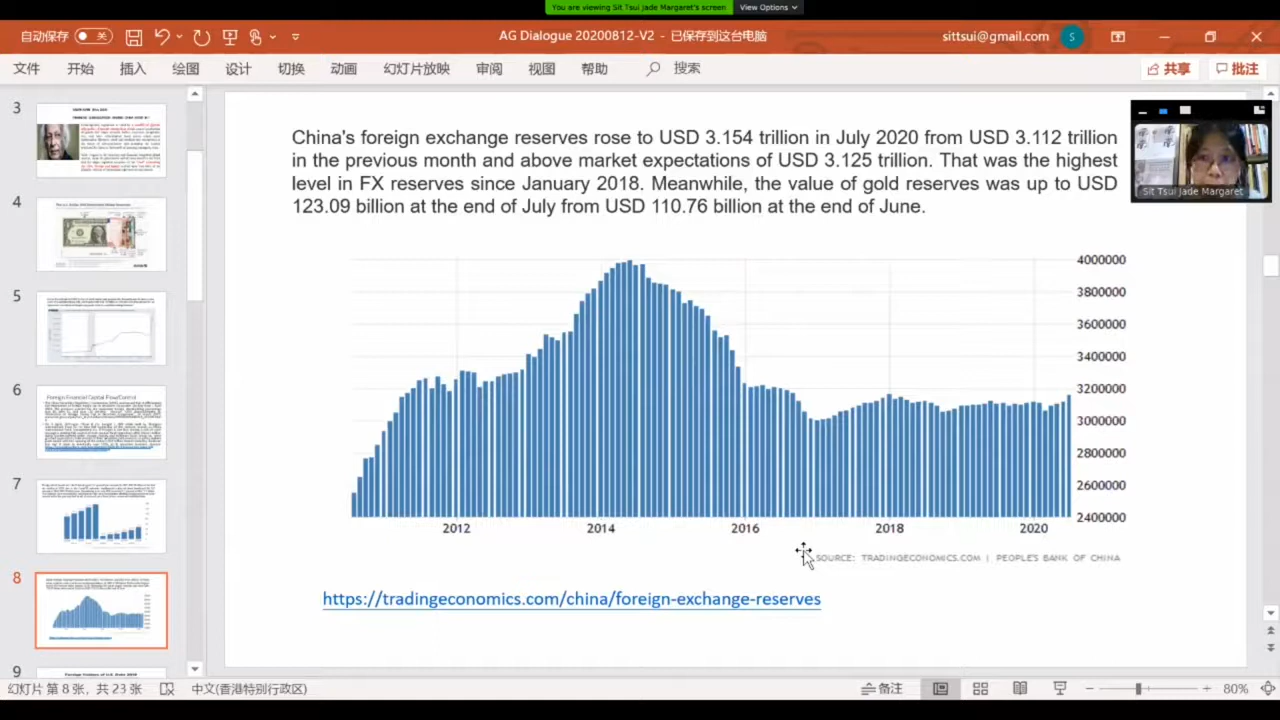 You are viewing Sit Tsui Jade Margaret's screen
View Options
自动保存
关
AG Dialogue 20200812-V2 - 已保存到这台电脑
sittsui@gmail.com
S
文件 开始 插入 绘图 设计 切换 动画 幻灯片放映 审阅 视图 帮助 搜索
共享 批注
3
4
5
6
Foreign Financial Capital Flow/Control
7
8
9
China's foreign exchange reserves rose to USD 3.154 trillion in July 2020 from USD 3.112 trillion
in the previous month and above market expectations of USD 3.125 trillion. That was the highest
level in FX reserves since January 2018. Meanwhile, the value of gold reserves was up to USD
123.09 billion at the end of July from USD 110.76 billion at the end of June.
Sit Tsui Jade Margaret
4000000
3800000
3600000
3400000
3200000
3000000
2800000
2600000
2400000
2012 2014 2016 2018 2020
SOURCE: TRADINGECONOMICS.COM | PEOPLE'S BANK OF CHINA
https://tradingeconomics.com/china/foreign-exchange-reserves
幻灯片 第 8 张，共 23 张
中文(香港特别行政区)
备注
80%